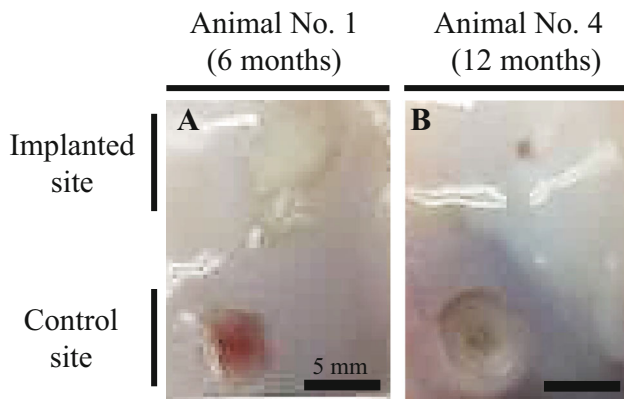 Animal No. 1
(6 months)
Animal No. 4
(12 months)
A
B
Implanted
site
Control
site
5 mm